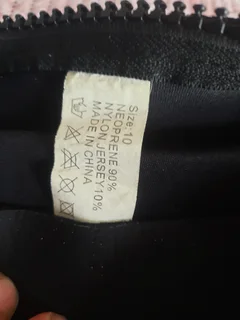 Size: 10
NEOPRENE 90%
NYLON JERSEY 10%
MADE IN CHINA